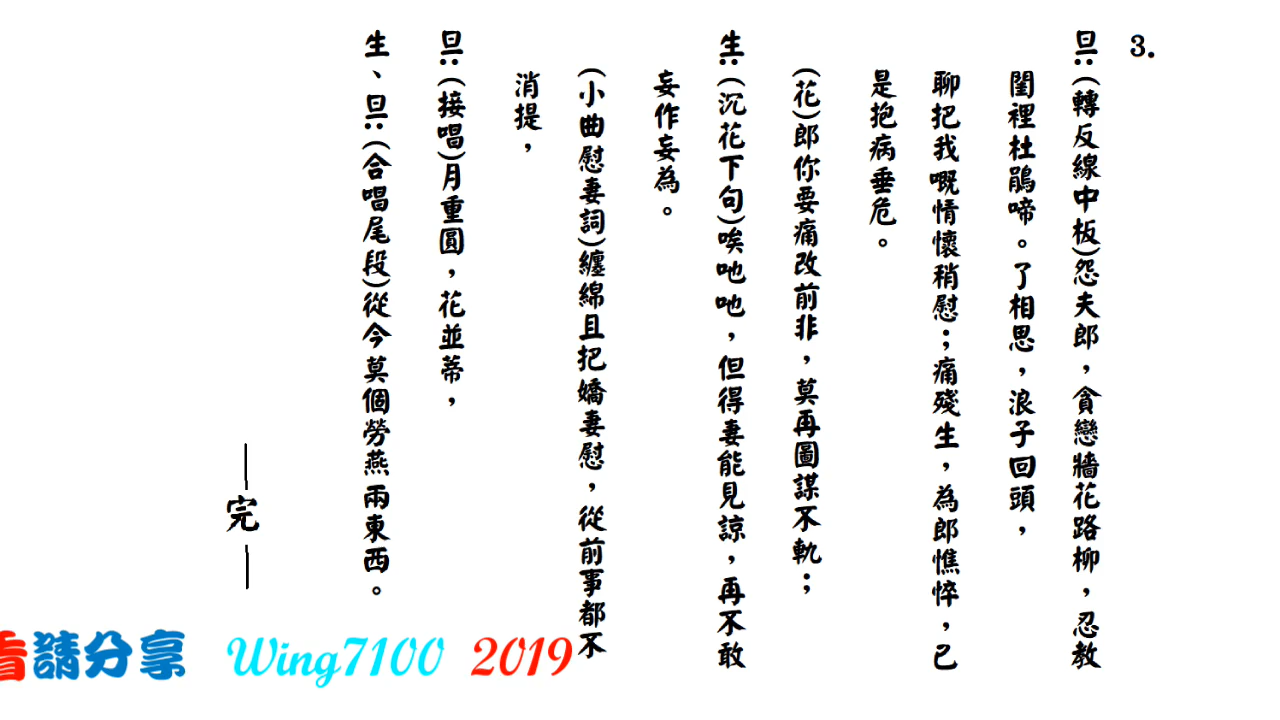 3.
旦:(轉反線中板)怨夫郎，貪戀牆花路柳，忍教
閨裡杜鵑啼。了相思，浪子回頭，
聊把我嘅情懷稍慰；痛殘生，為郎憔悴，已
是抱病垂危。
(花)郎你要痛改前非，莫再圖謀不軌；
生:(沉花下句)唉吔吔，但得妻能見諒，再不敢
妄作妄為。
(小曲慰妻詞)纏綿且把嬌妻慰，從前事都不
消提，
旦:(接唱)月重圓，花並蒂，
生、旦:(合唱尾段)從今莫個勞燕兩東西。
—完—
請分享 Wing7100 2019